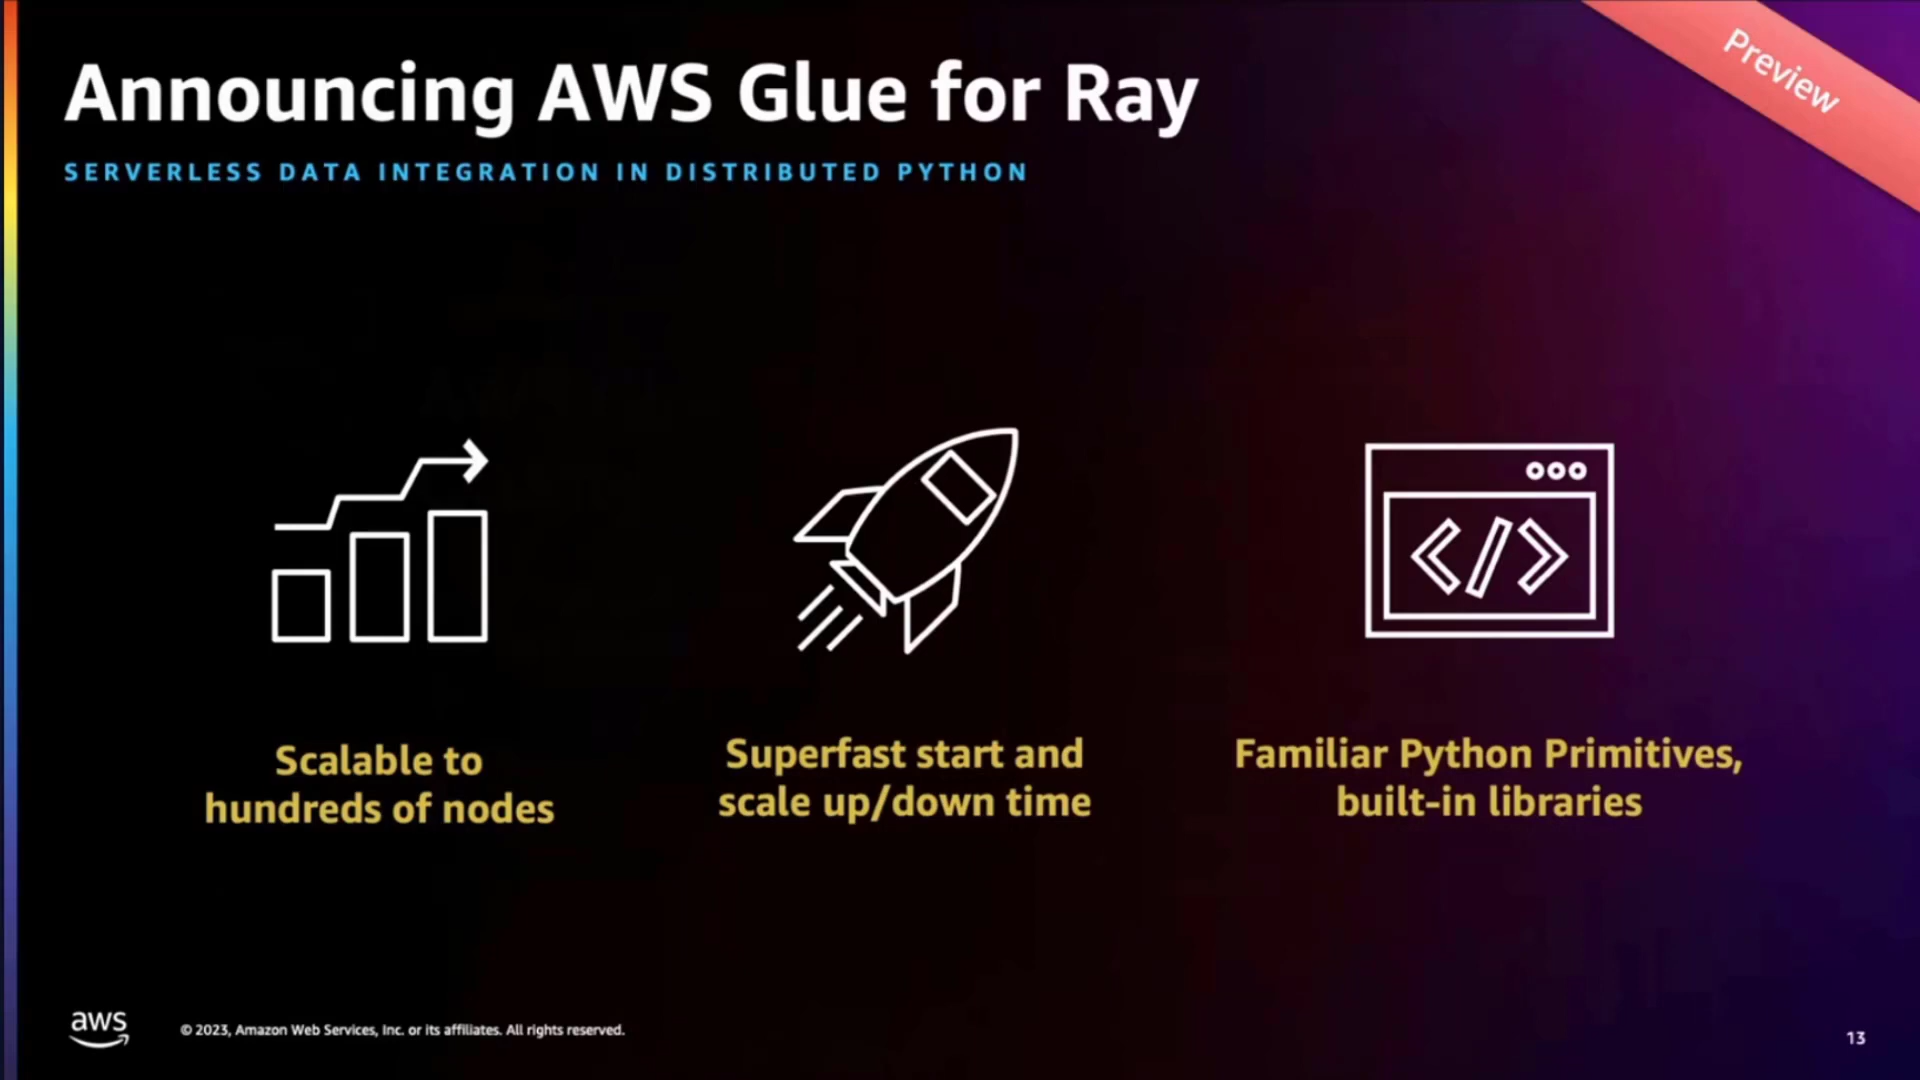 Announcing AWS Glue for Ray
Preview
SERVERLESS DATA INTEGRATION IN DISTRIBUTED PYTHON
</>
Scalable to
hundreds of nodes
Superfast start and
scale up/down time
Familiar Python Primitives,
built-in libraries
aws
© 2023, Amazon Web Services, Inc. or its affiliates. All rights reserved.
13